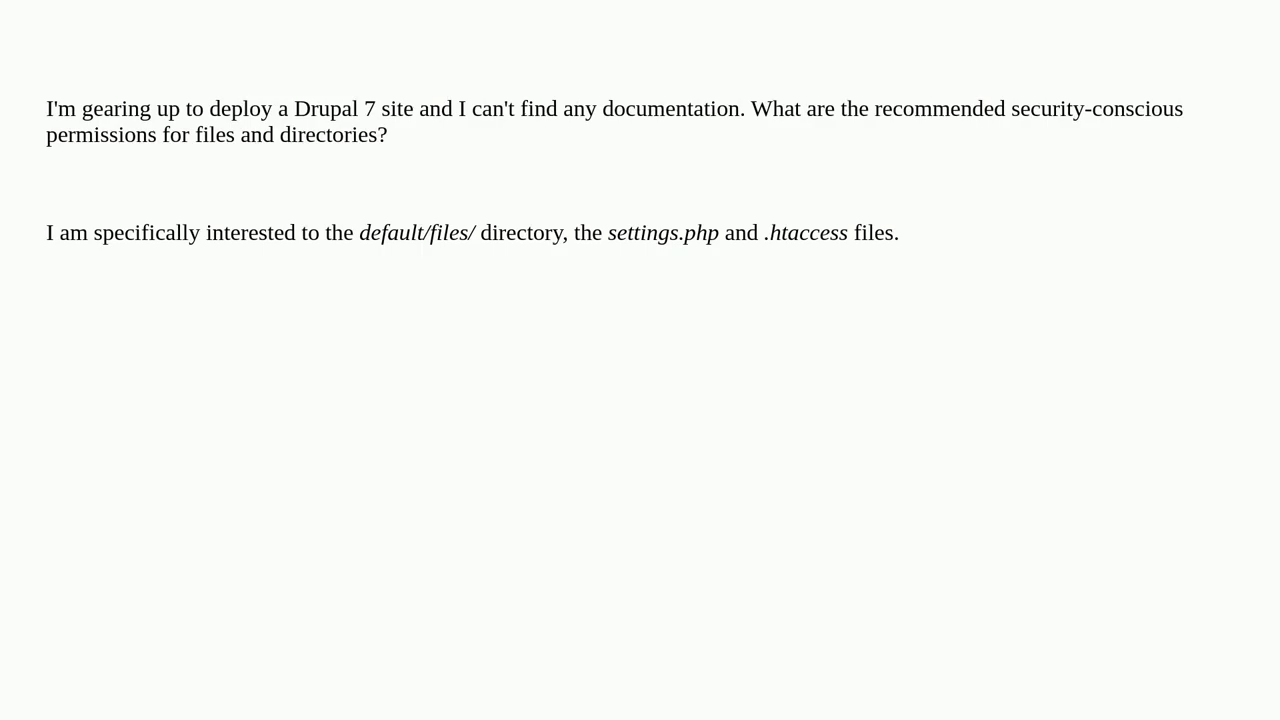 I'm gearing up to deploy a Drupal 7 site and I can't find any documentation. What are the recommended security-conscious
permissions for files and directories?
I am specifically interested to the default/files/ directory, the settings.php and .htaccess files.